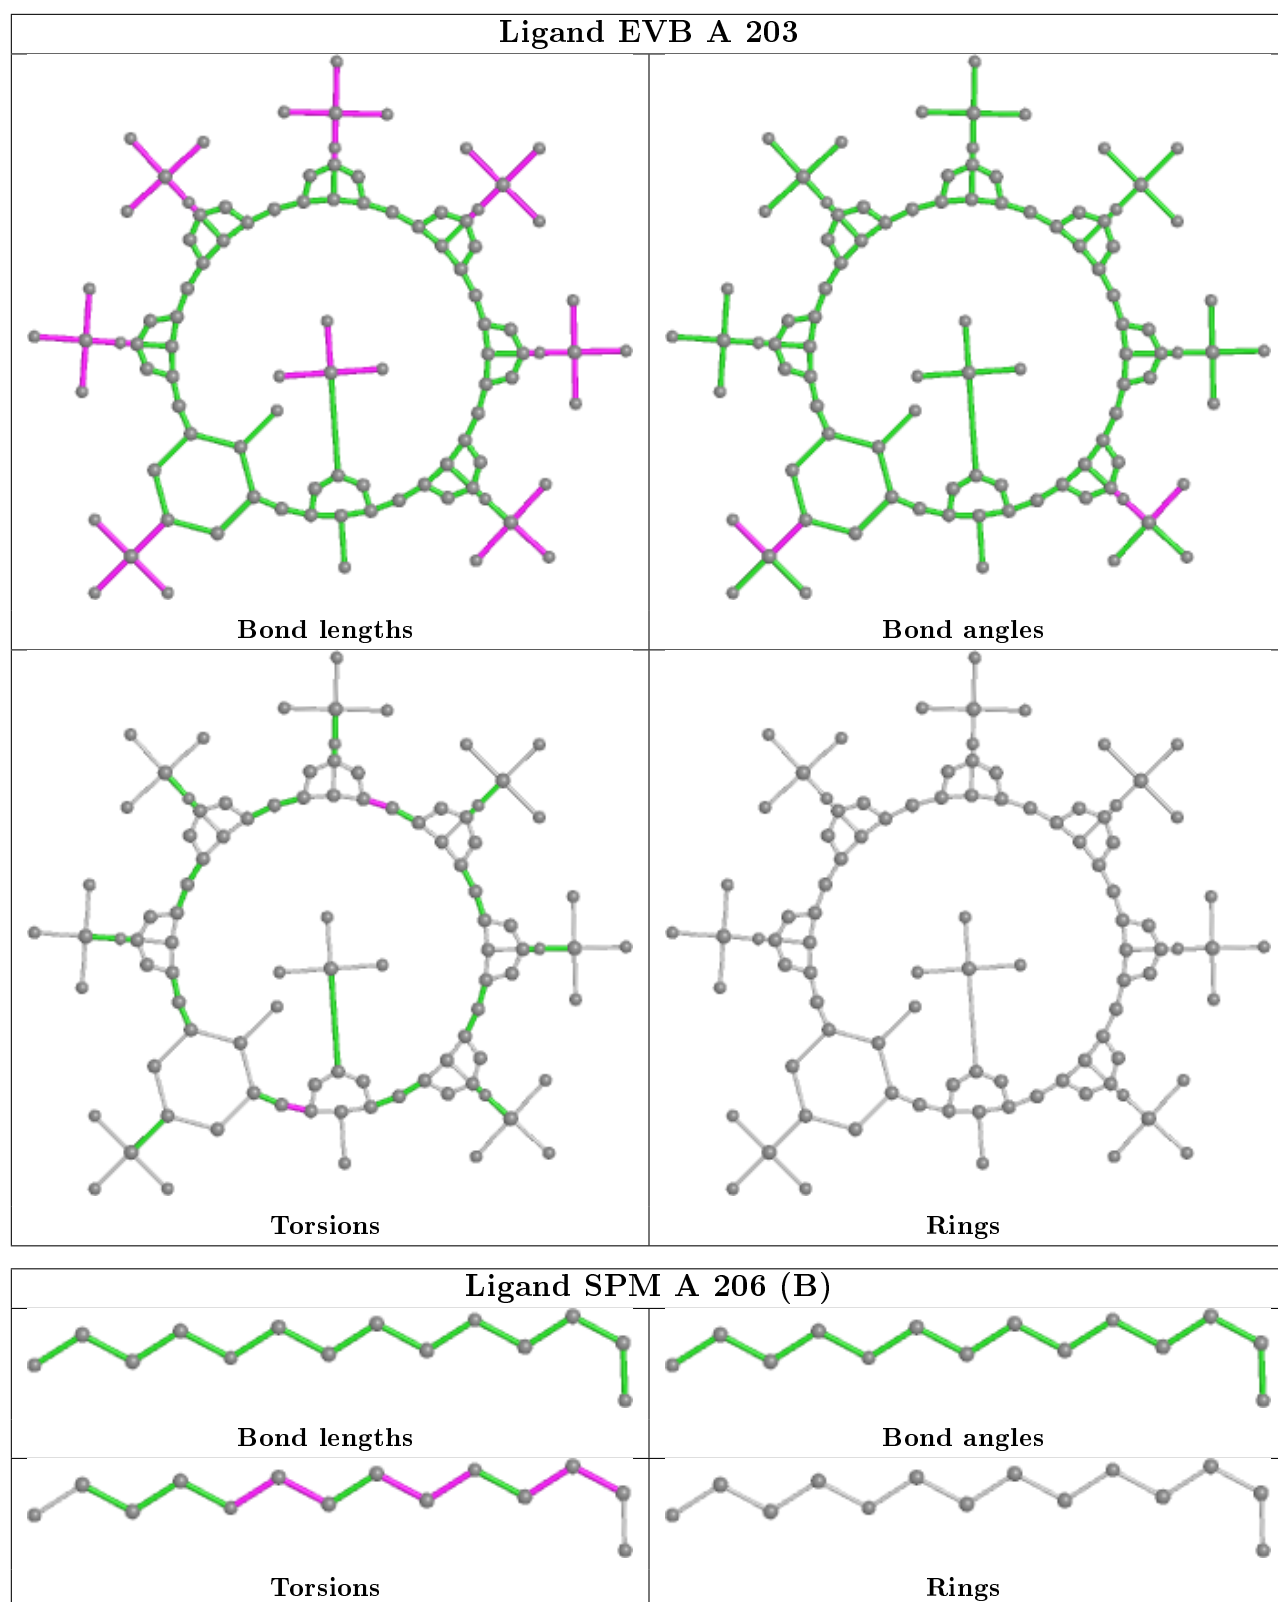 Ligand EVB A 203
Bond lengths
Bond angles
Torsions
Rings
Ligand SPM A 206 (B)
Bond lengths
Bond angles
Torsions
Rings